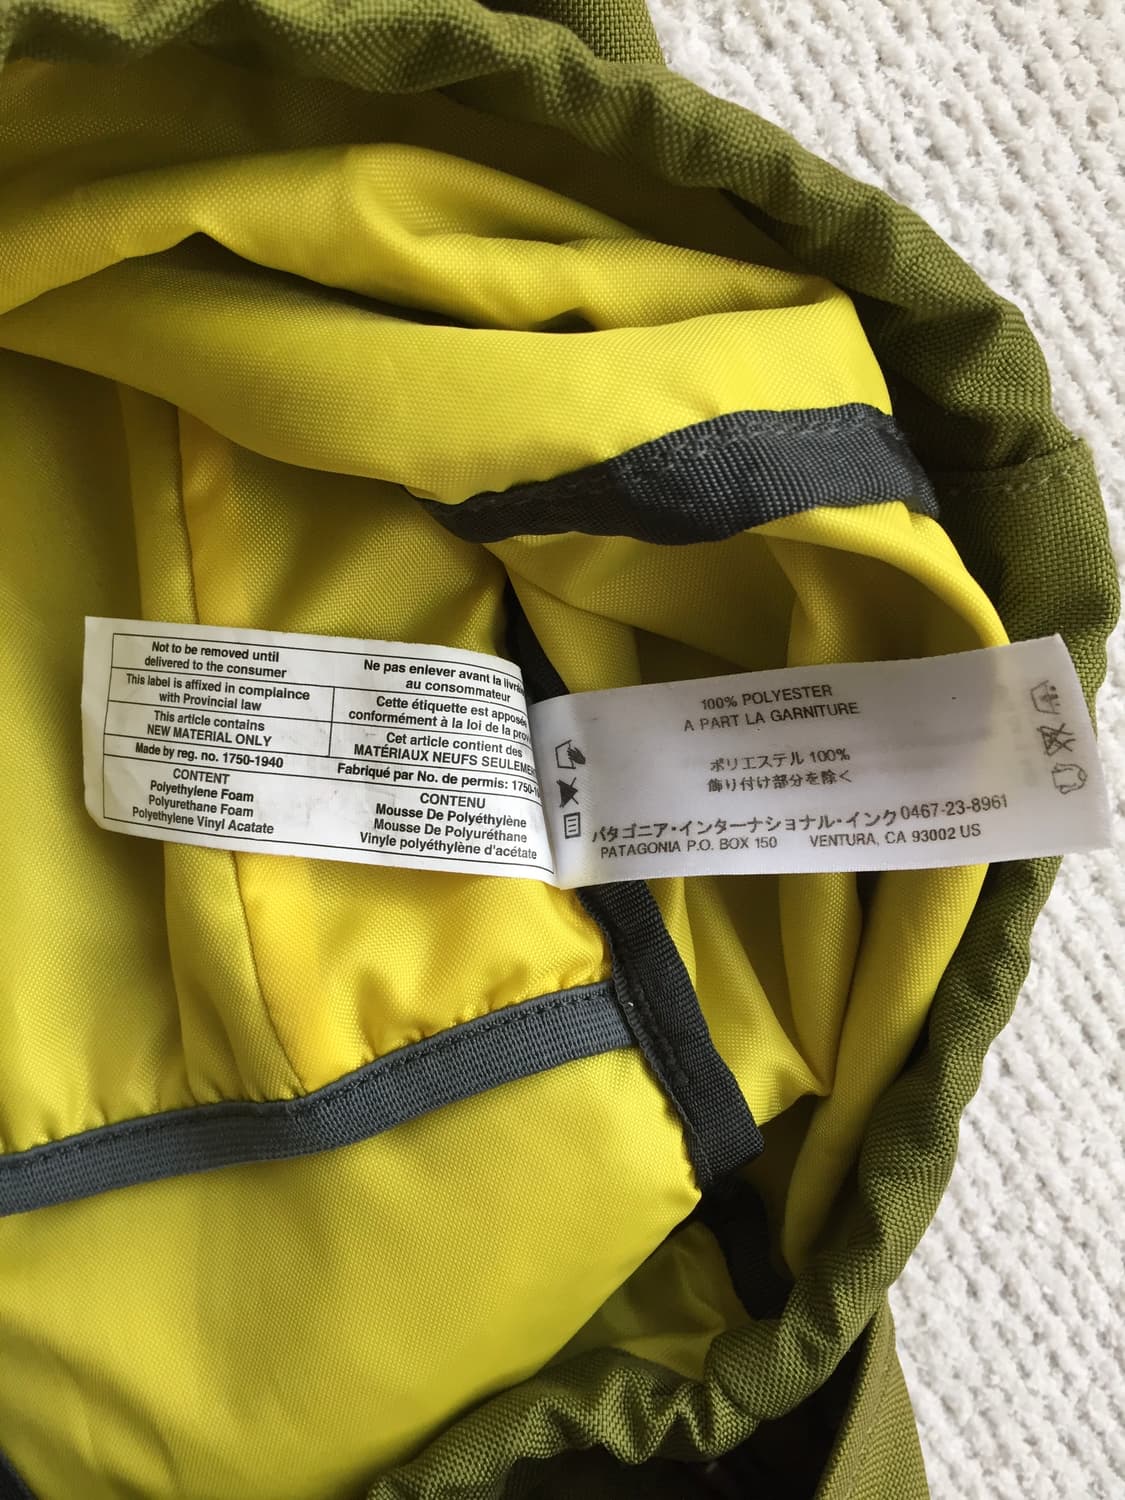 Not to be removed until
delivered to the consumer
This label is affixed in complaince
with Provincial law
This article contains
NEW MATERIAL ONLY
Made by reg. no. 1750-1940
CONTENT
Polyethylene Foam
Polyurethane Foam
Polyethylene Vinyl Acetate
Ne pas enlever avant la
au consommateur
Cette étiquette est apposée
conformément à la loi de la
Cet article contient des
MATÉRIAUX NEUFS
Fabriqué par No. de permis:
CONTENU
Mousse De Polyéthylène
Mousse De Polyuréthane
Vinyle polyéthylène d'acétate
100% POLYESTER
A PART LA GARNITURE
ポリエステル 100%
飾り付け部分を除く
パタゴニア・インターナショナル・インク 0467-23-8961
PATAGONIA P.O. BOX 150 VENTURA, CA 93002 US